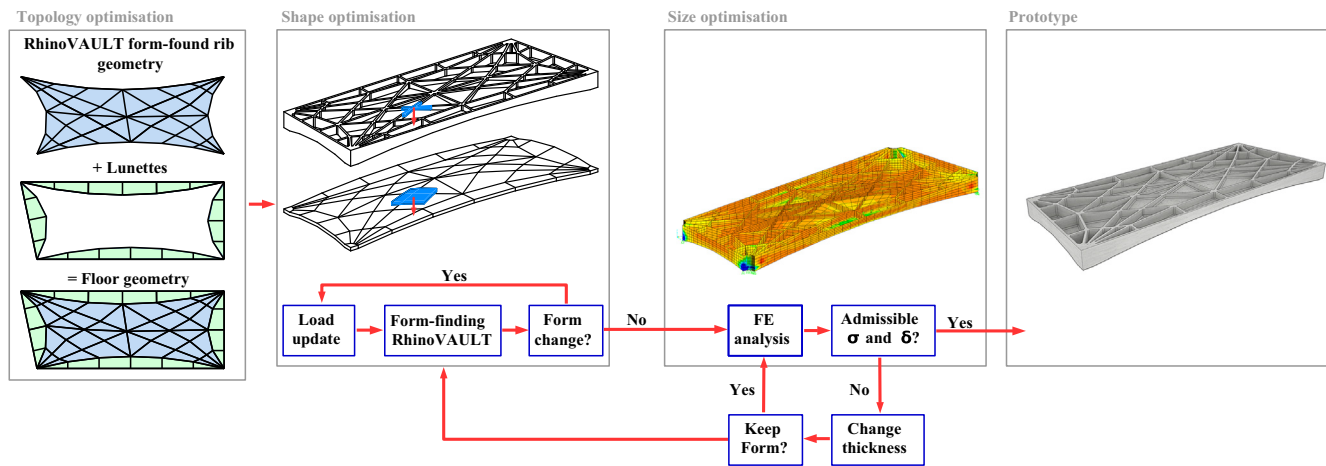 Topology optimisation
RhinoVAULT form-found rib
geometry
+ Lunettes
= Floor geometry
Shape optimisation
Yes
Load
update
Form-finding
RhinoVAULT
Form
change?
No
Size optimisation
FE
analysis
Admissible
σ and δ?
Yes
Yes
No
Keep
Form?
Change
thickness
Prototype